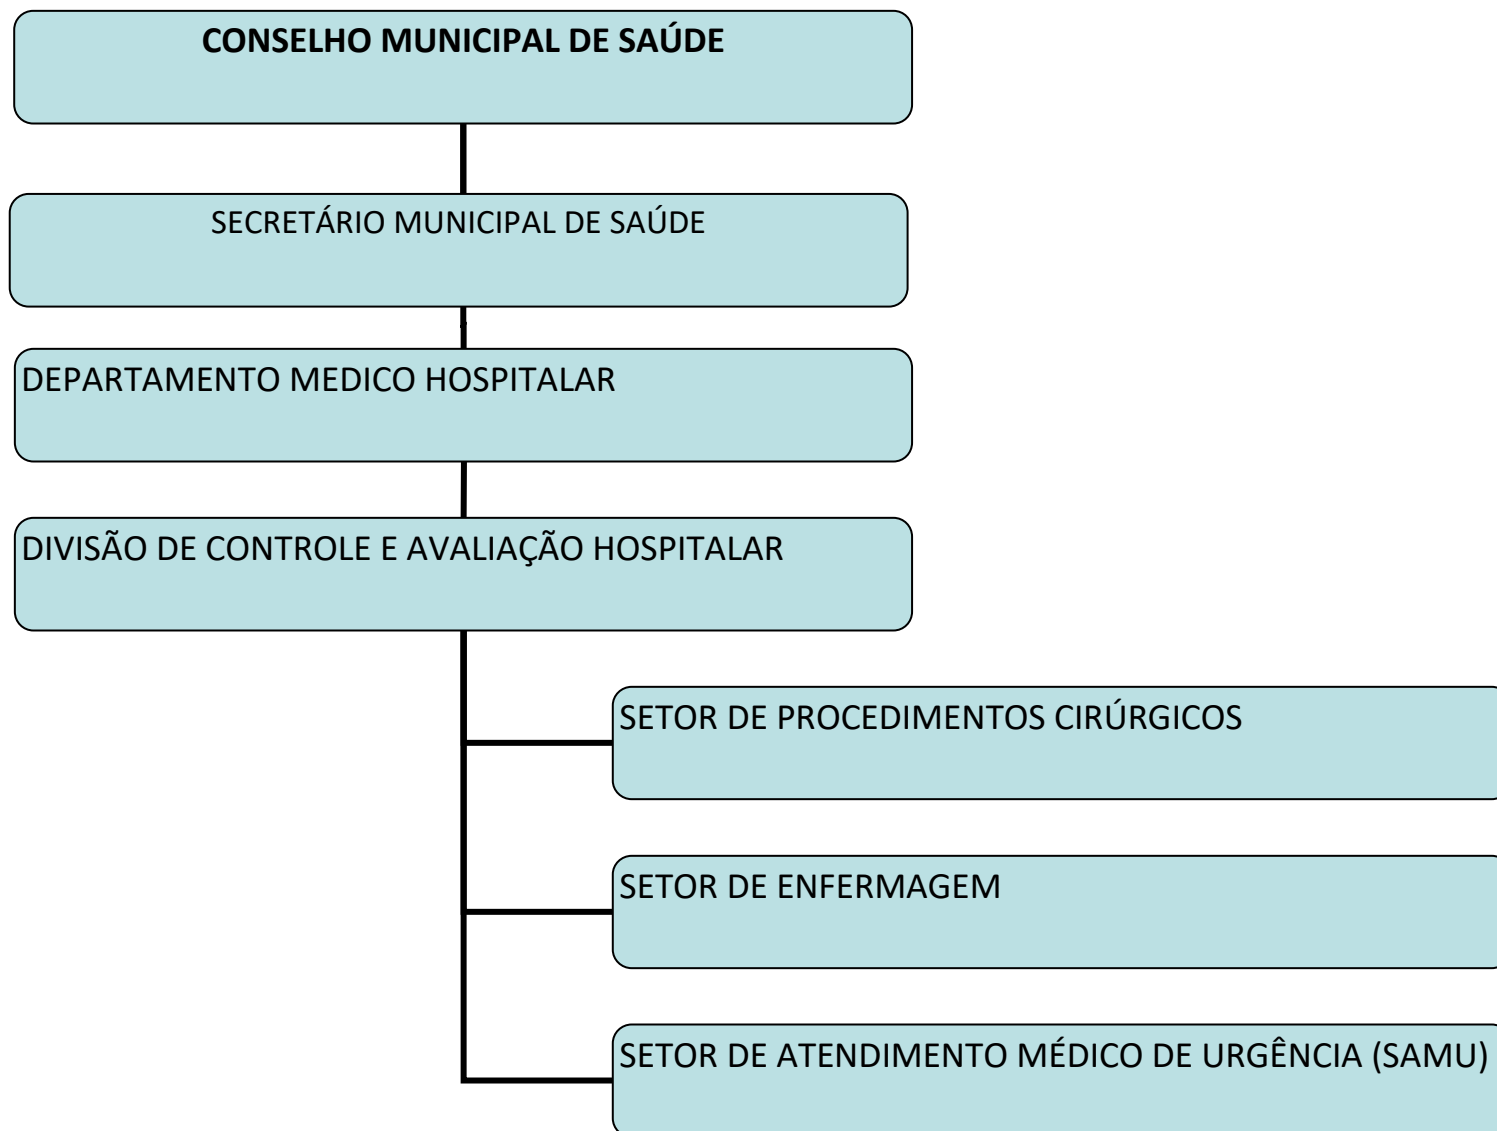 CONSELHO MUNICIPAL DE SAÚDE
SECRETÁRIO MUNICIPAL DE SAÚDE
DEPARTAMENTO MEDICO HOSPITALAR
DIVISÃO DE CONTROLE E AVALIAÇÃO HOSPITALAR
SETOR DE PROCEDIMENTOS CIRÚRGICOS
SETOR DE ENFERMAGEM
SETOR DE ATENDIMENTO MÉDICO DE URGÊNCIA (SAMU)